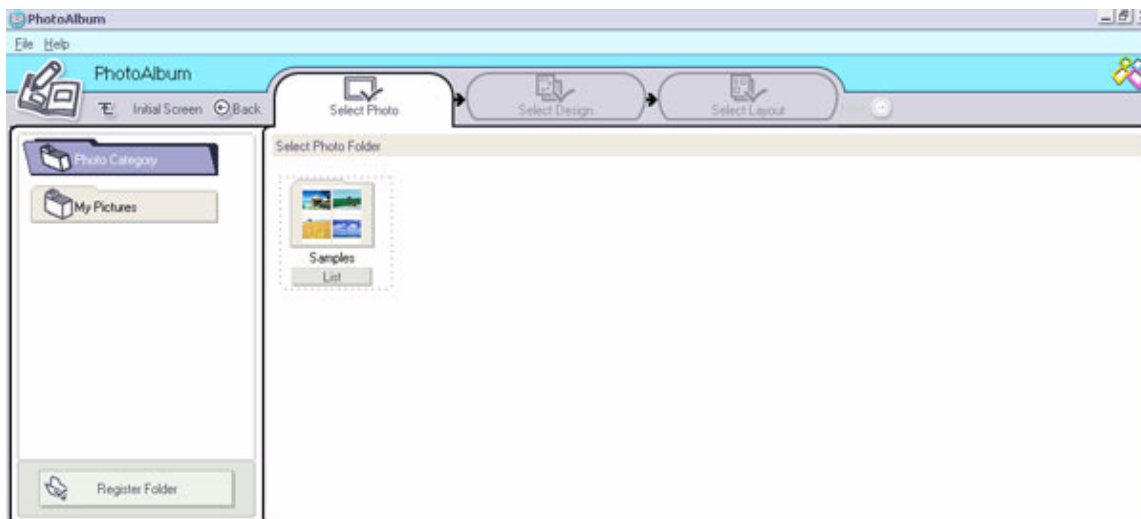 PhotoAlbum
File Help
PhotoAlbum
Initial Screen Back
Select Photo
Select Design
Select Layout
Photo Category
My Pictures
Select Photo Folder
Samples
List
Register Folder